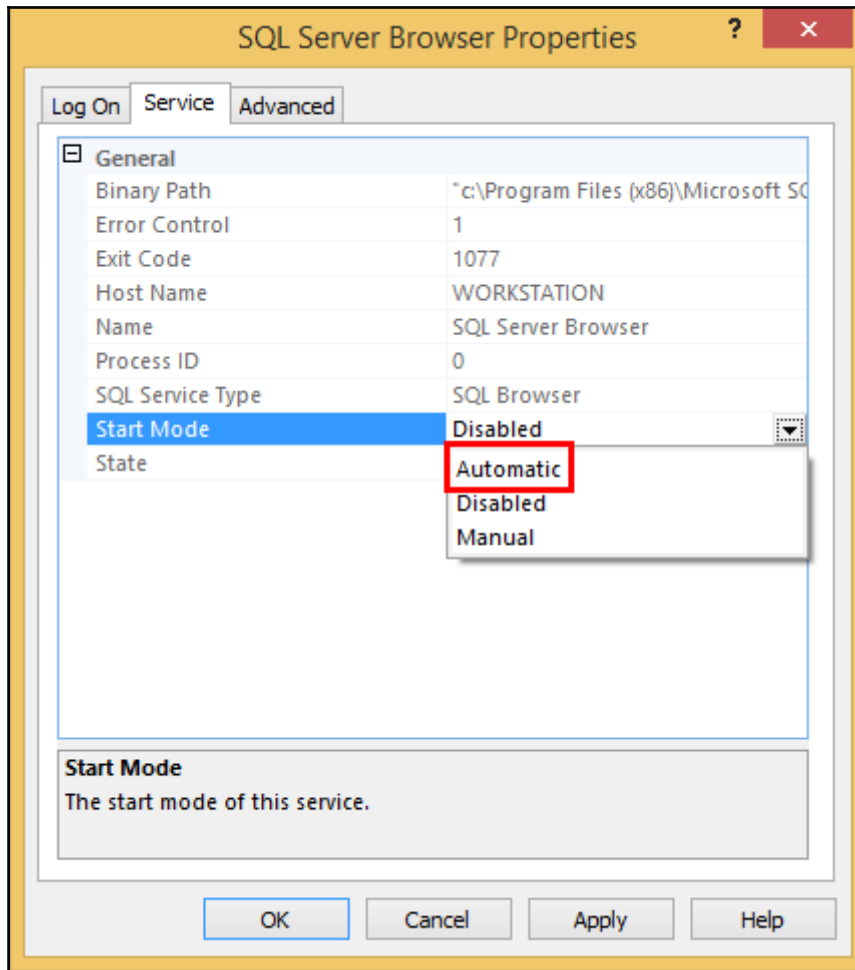 SQL Server Browser Properties ? ×
Log On Service Advanced
General
Binary Path "c:\Program Files (x86)\Microsoft SQ
Error Control 1
Exit Code 1077
Host Name WORKSTATION
Name SQL Server Browser
Process ID 0
SQL Service Type SQL Browser
Start Mode Disabled
State Automatic
Disabled
Manual
Start Mode
The start mode of this service.
OK Cancel Apply Help